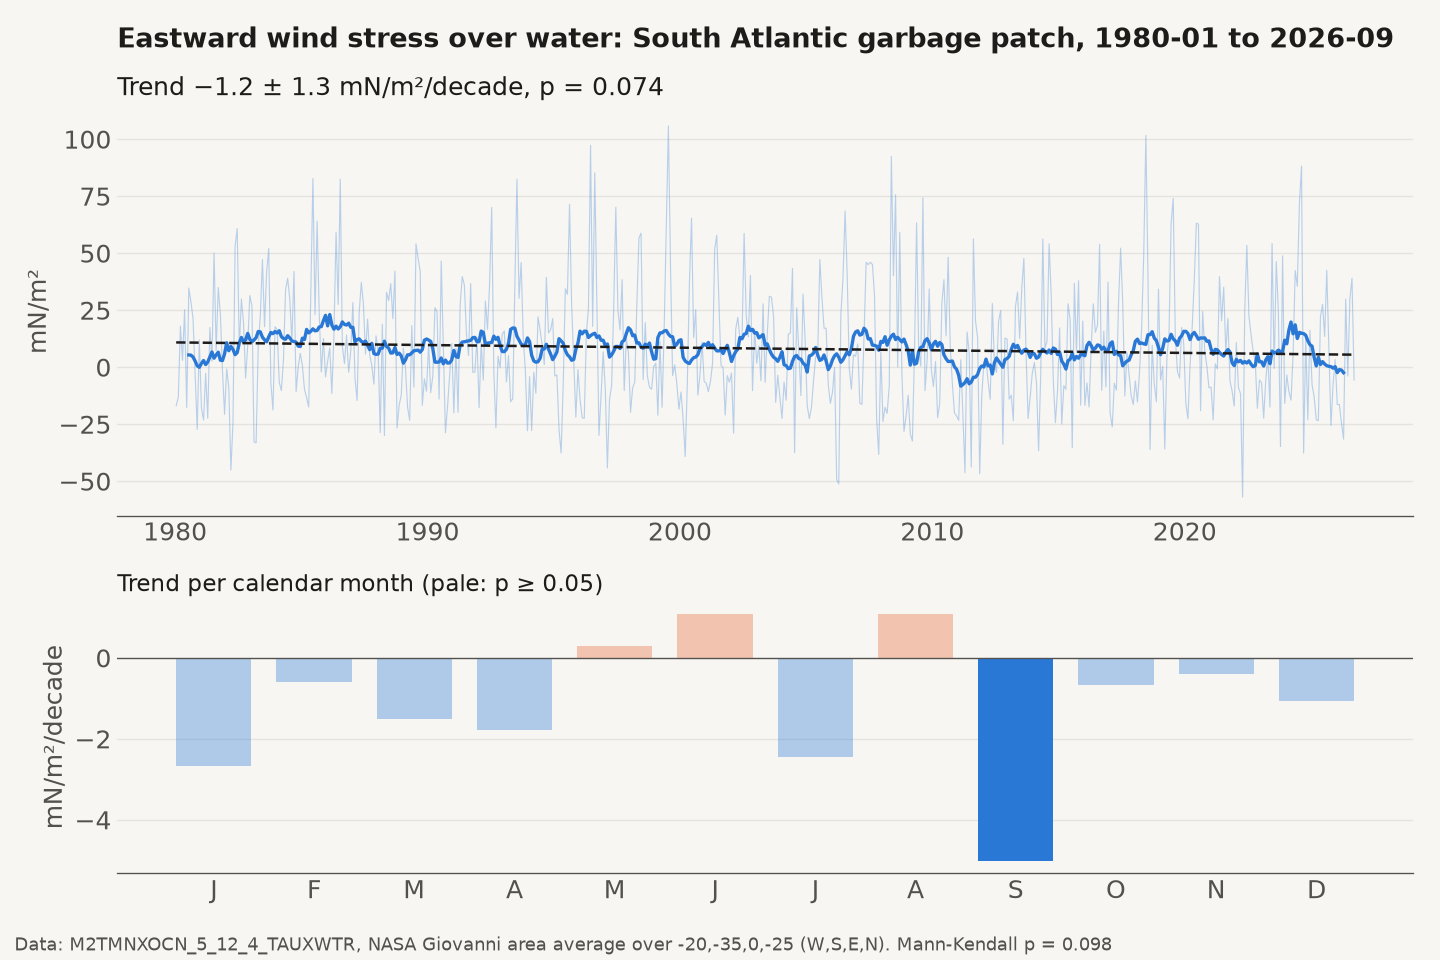 Eastward wind stress over water: South Atlantic garbage patch, 1980-01 to 2026-09
Trend −1.2 ± 1.3 mN/m²/decade, p = 0.074
mN/m²
100
75
50
25
0
−25
−50
1980 1990 2000 2010 2020
Trend per calendar month (pale: p ≥ 0.05)
mN/m²/decade
0
−2
−4
J F M A M J J A S O N D
Data: M2TMNXOCN_5_12_4_TAUXWTR, NASA Giovanni area average over -20,-35,0,-25 (W,S,E,N). Mann-Kendall p = 0.098